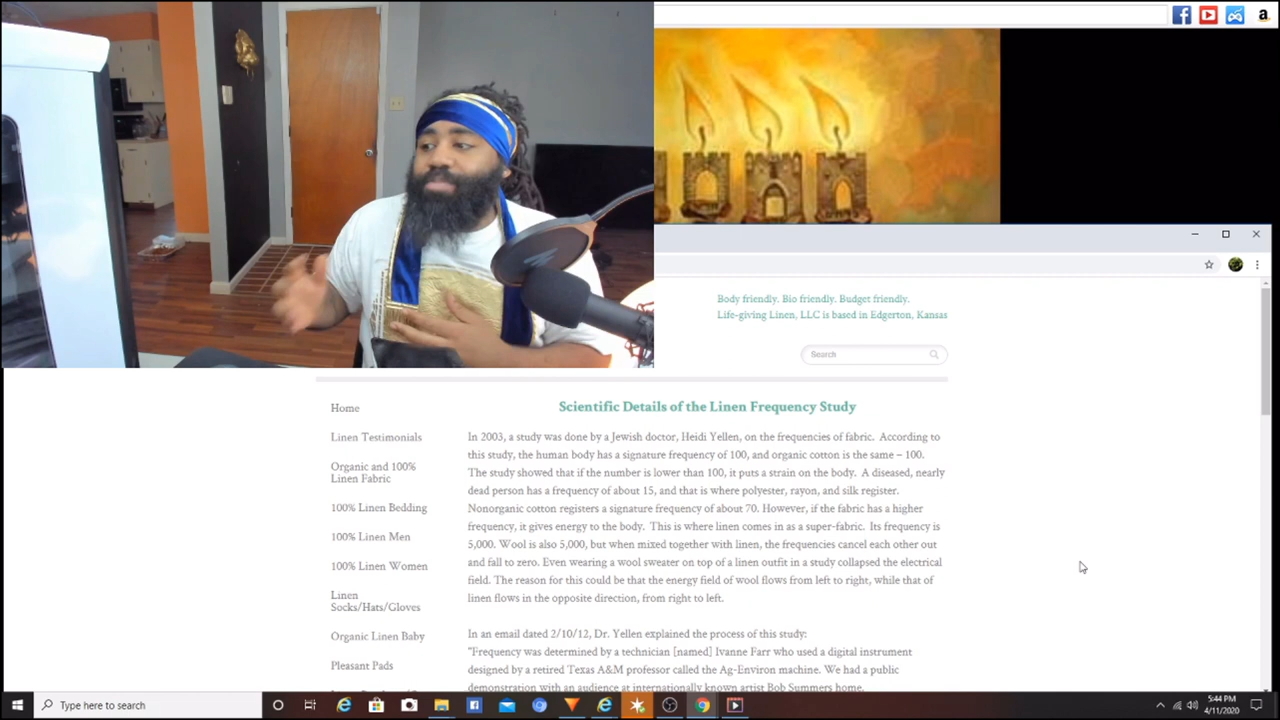 Body friendly. Bio friendly. Budget friendly.
Life-giving Linen, LLC is based in Edgerton, Kansas
Search
Home
Linen Testimonials
Organic and 100%
Linen Fabric
100% Linen Bedding
100% Linen Men
100% Linen Women
Linen
Socks/Hats/Gloves
Organic Linen Baby
Pleasant Pads
Scientific Details of the Linen Frequency Study
In 2003, a study was done by a Jewish doctor, Heidi Yellen, on the frequencies of fabric. According to
this study, the human body has a signature frequency of 100, and organic cotton is the same – 100.
The study showed that if the number is lower than 100, it puts a strain on the body. A diseased, nearly
dead person has a frequency of about 15, and that is where polyester, rayon, and silk register.
Nonorganic cotton registers a signature frequency of about 70. However, if the fabric has a higher
frequency, it gives energy to the body. This is where linen comes in as a super-fabric. Its frequency is
5,000. Wool is also 5,000, but when mixed together with linen, the frequencies cancel each other out
and fall to zero. Even wearing a wool sweater on top of a linen outfit in a study collapsed the electrical
field. The reason for this could be that the energy field of wool flows from left to right, while that of
linen flows in the opposite direction, from right to left.
In an email dated 2/10/12, Dr. Yellen explained the process of this study:
"Frequency was determined by a technician [named] Ivanne Farr who used a digital instrument
designed by a retired Texas A&M professor called the Ag-Environ machine. We had a public
demonstration with an audience at internationally known artist Bob Summers home.
Type here to search
5:44 PM
4/11/2020